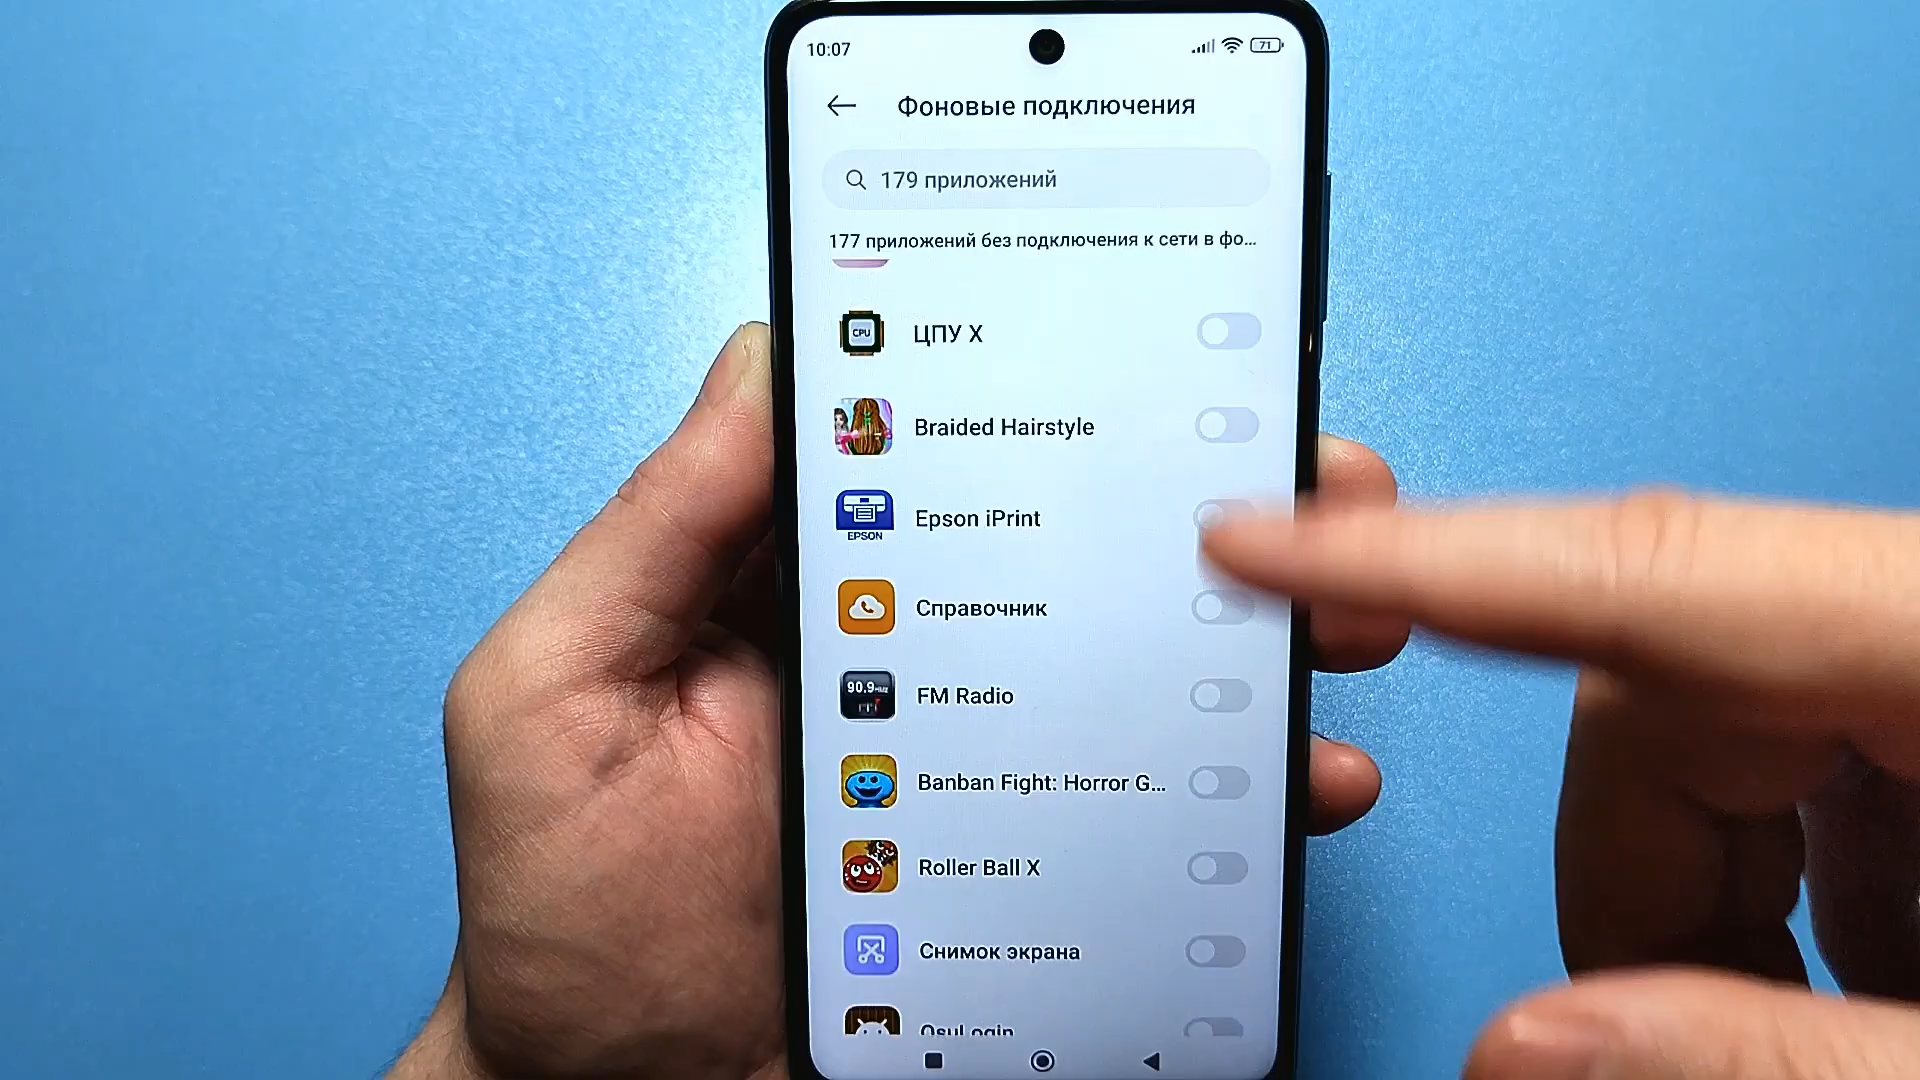 10:07
71
Фоновые подключения
179 приложений
177 приложений без подключения к сети в фо...
CPU
ЦПУ X
Braided Hairstyle
Epson iPrint
EPSON
Справочник
90.9
FM Radio
Banban Fight: Horror G...
Roller Ball X
Снимок экрана
OsuLogin